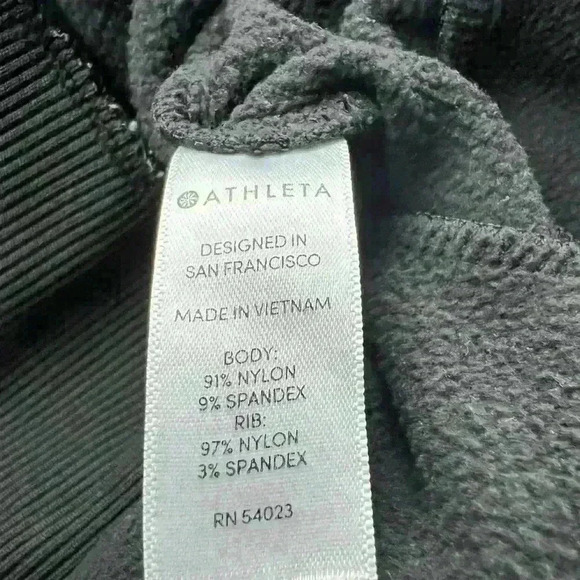 ATHLETA
DESIGNED IN
SAN FRANCISCO
MADE IN VIETNAM
BODY:
91% NYLON
9% SPANDEX
RIB:
97% NYLON
3% SPANDEX
RN 54023